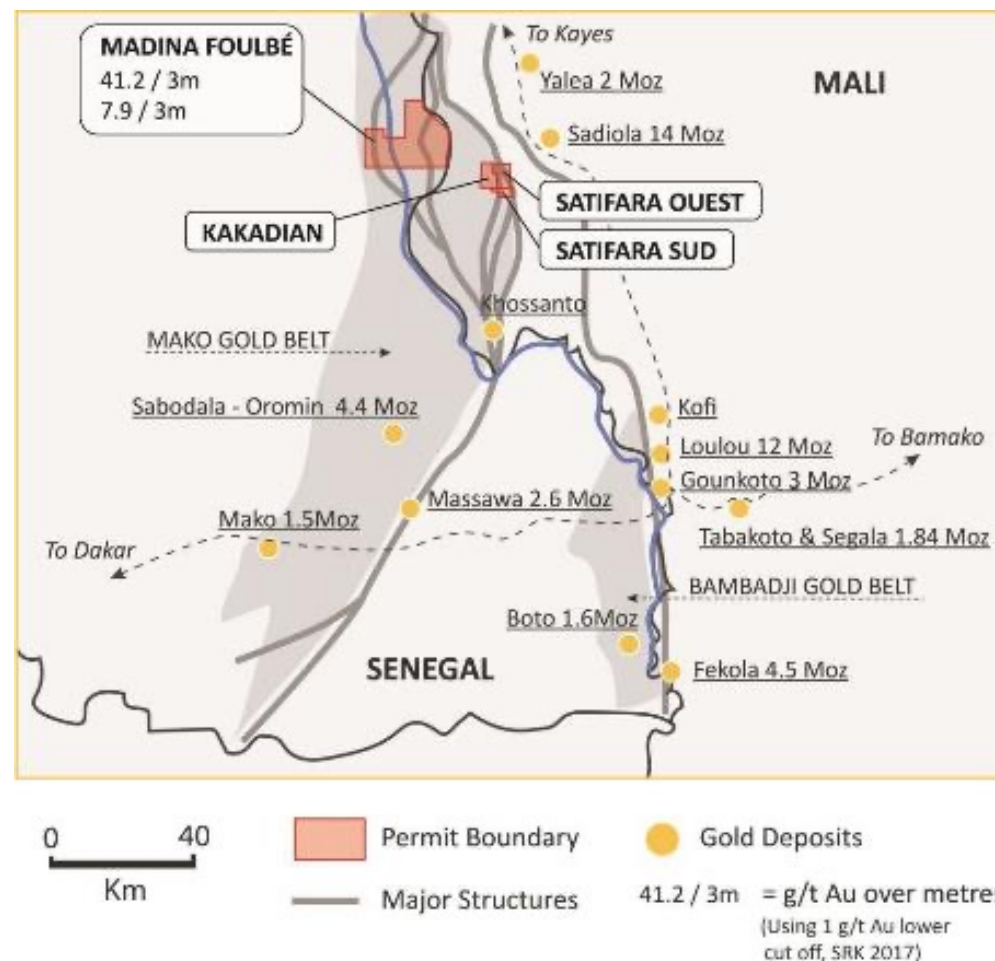 To Kayes
MADINA FOULBÉ
41.2 / 3m
7.9 / 3m
Yalea 2 Moz
MALI
Sadiola 14 Moz
SATIFARA OUEST
KAKADIAN
SATIFARA SUD
Khossanto
MAKO GOLD BELT
Sabodala - Oromin 4.4 Moz
Kofi
To Bamako
Loulou 12 Moz
Gounkoto 3 Moz
Massawa 2.6 Moz
Mako 1.5Moz
Tabakoto & Segala 1.84 Moz
To Dakar
BAMBADJI GOLD BELT
Boto 1.6Moz
SENEGAL
Fekola 4.5 Moz
0 40
Km
Permit Boundary
Gold Deposits
Major Structures
41.2 / 3m = g/t Au over metre
(Using 1 g/t Au lower
cut off, SRK 2017)